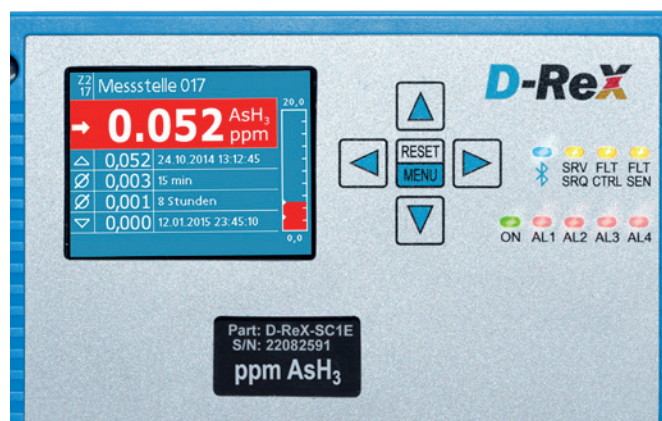 Z2
17 Messstelle 017
0.052 AsH₃
ppm
20,0
0,052 24.10.2014 13:12:45
0,003 15 min
0,001 8 Stunden
0,000 12.01.2015 23:45:10
0,0
RESET
MENU
D-ReX
SRV FLT FLT
SRQ CTRL SEN
ON AL1 AL2 AL3 AL4
Part: D-ReX-SC1E
S/N: 22082591
ppm AsH₃